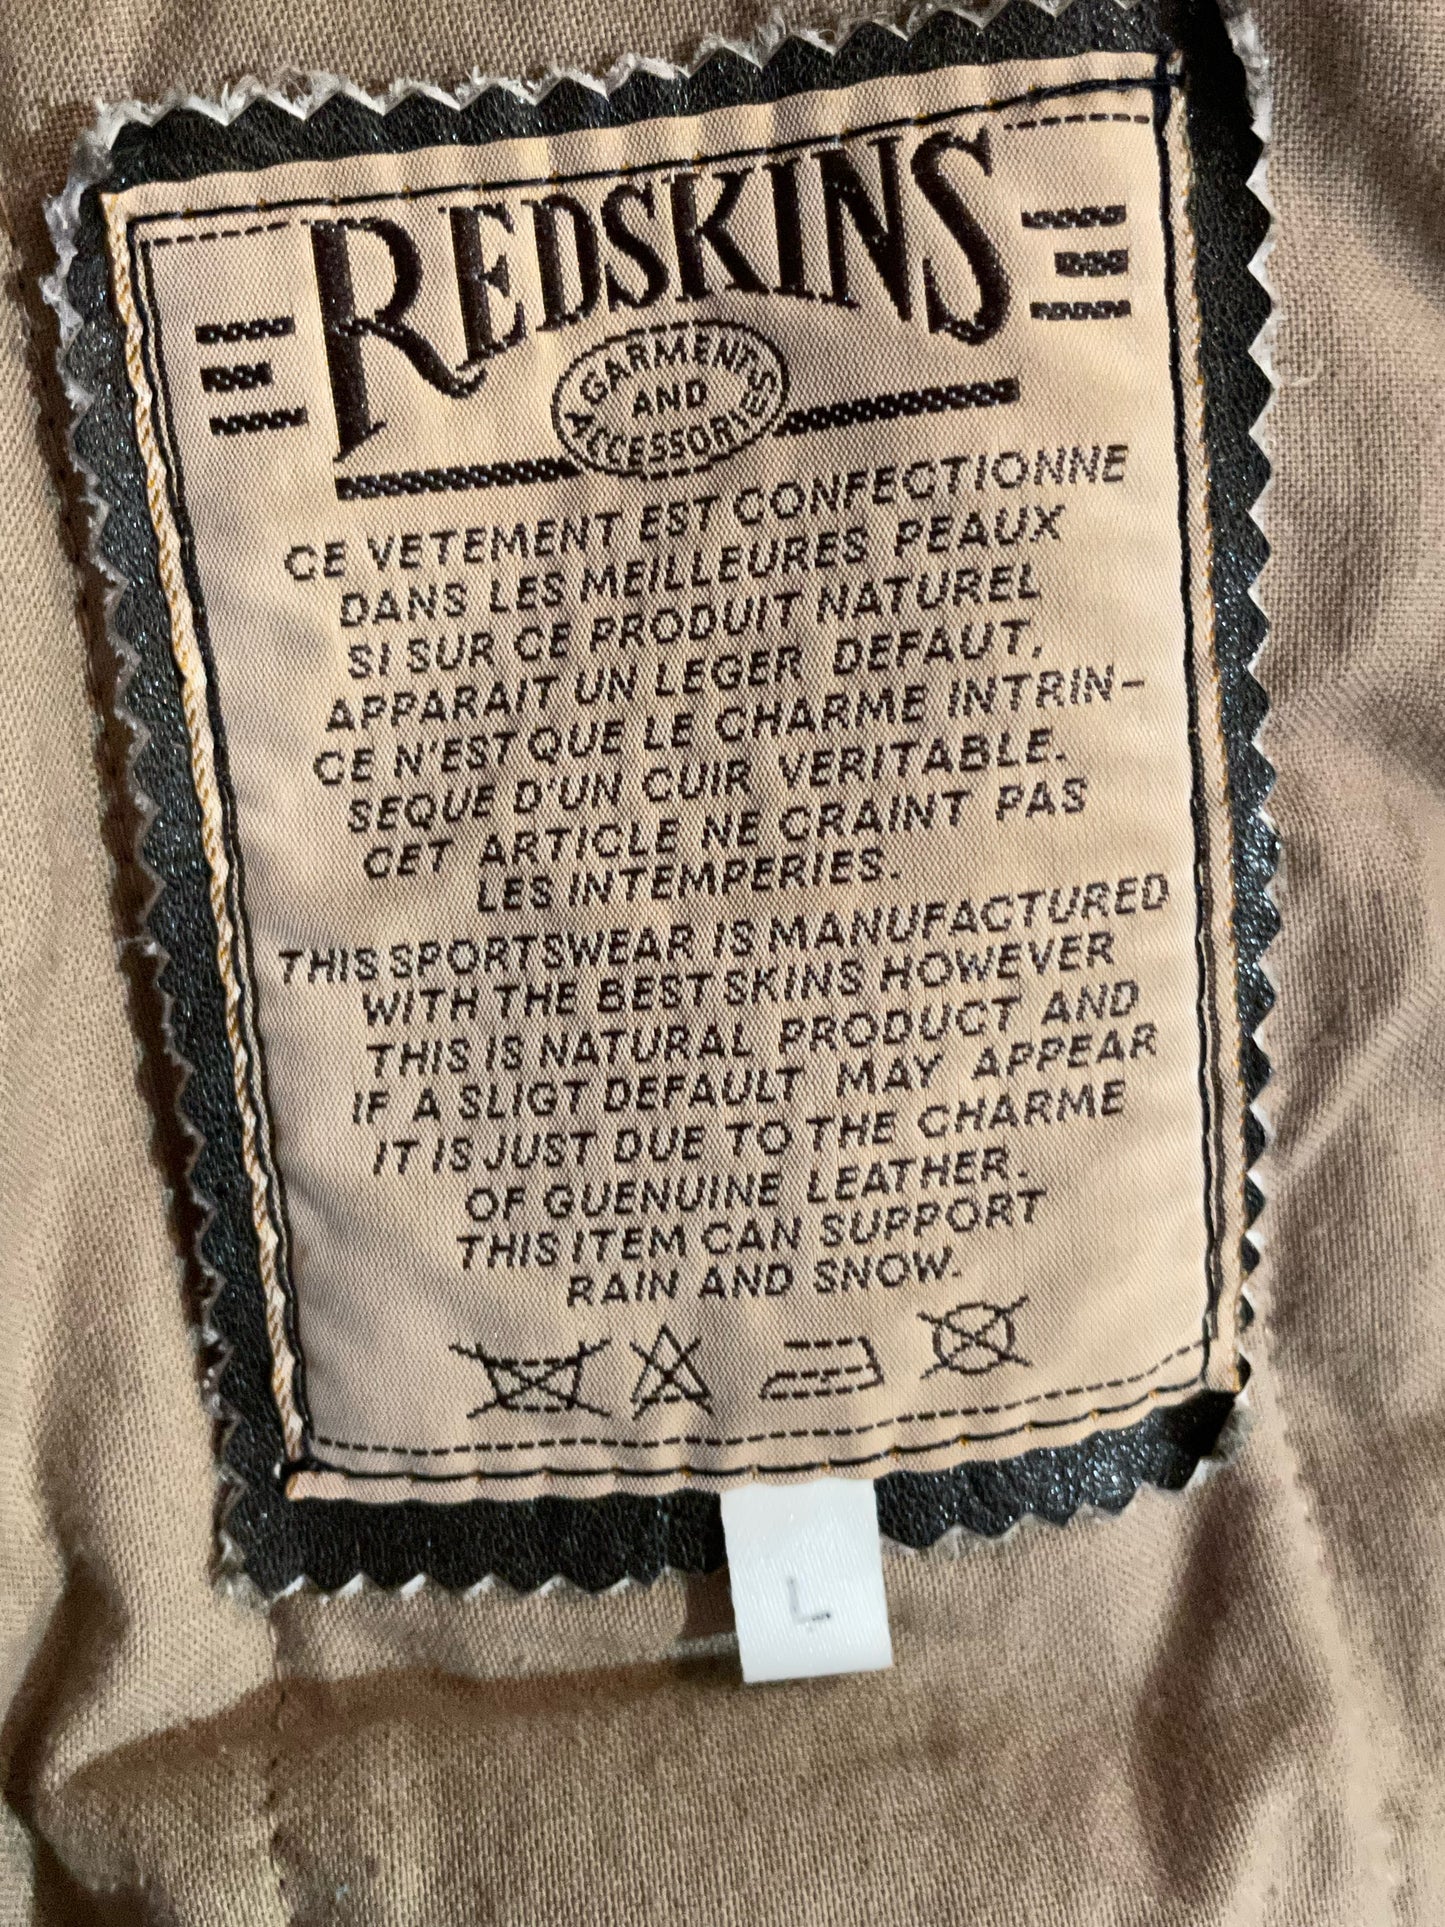 REDSKINS
GARMENTS
AND
ACCESSORIES
CE VETEMENT EST CONFECTIONNE
DANS LES MEILLEURES PEAUX
SI SUR CE PRODUIT NATUREL
APPARAIT UN LEGER DEFAUT,
CE N'EST QUE LE CHARME INTRIN-
SEQUE D'UN CUIR VERITABLE.
CET ARTICLE NE CRAINT PAS
LES INTEMPERIES.
THIS SPORTSWEAR IS MANUFACTURED
WITH THE BEST SKINS HOWEVER
THIS IS NATURAL PRODUCT AND
IF A SLIGT DEFAULT MAY APPEAR
IT IS JUST DUE TO THE CHARME
OF GUENUINE LEATHER.
THIS ITEM CAN SUPPORT
RAIN AND SNOW.
L